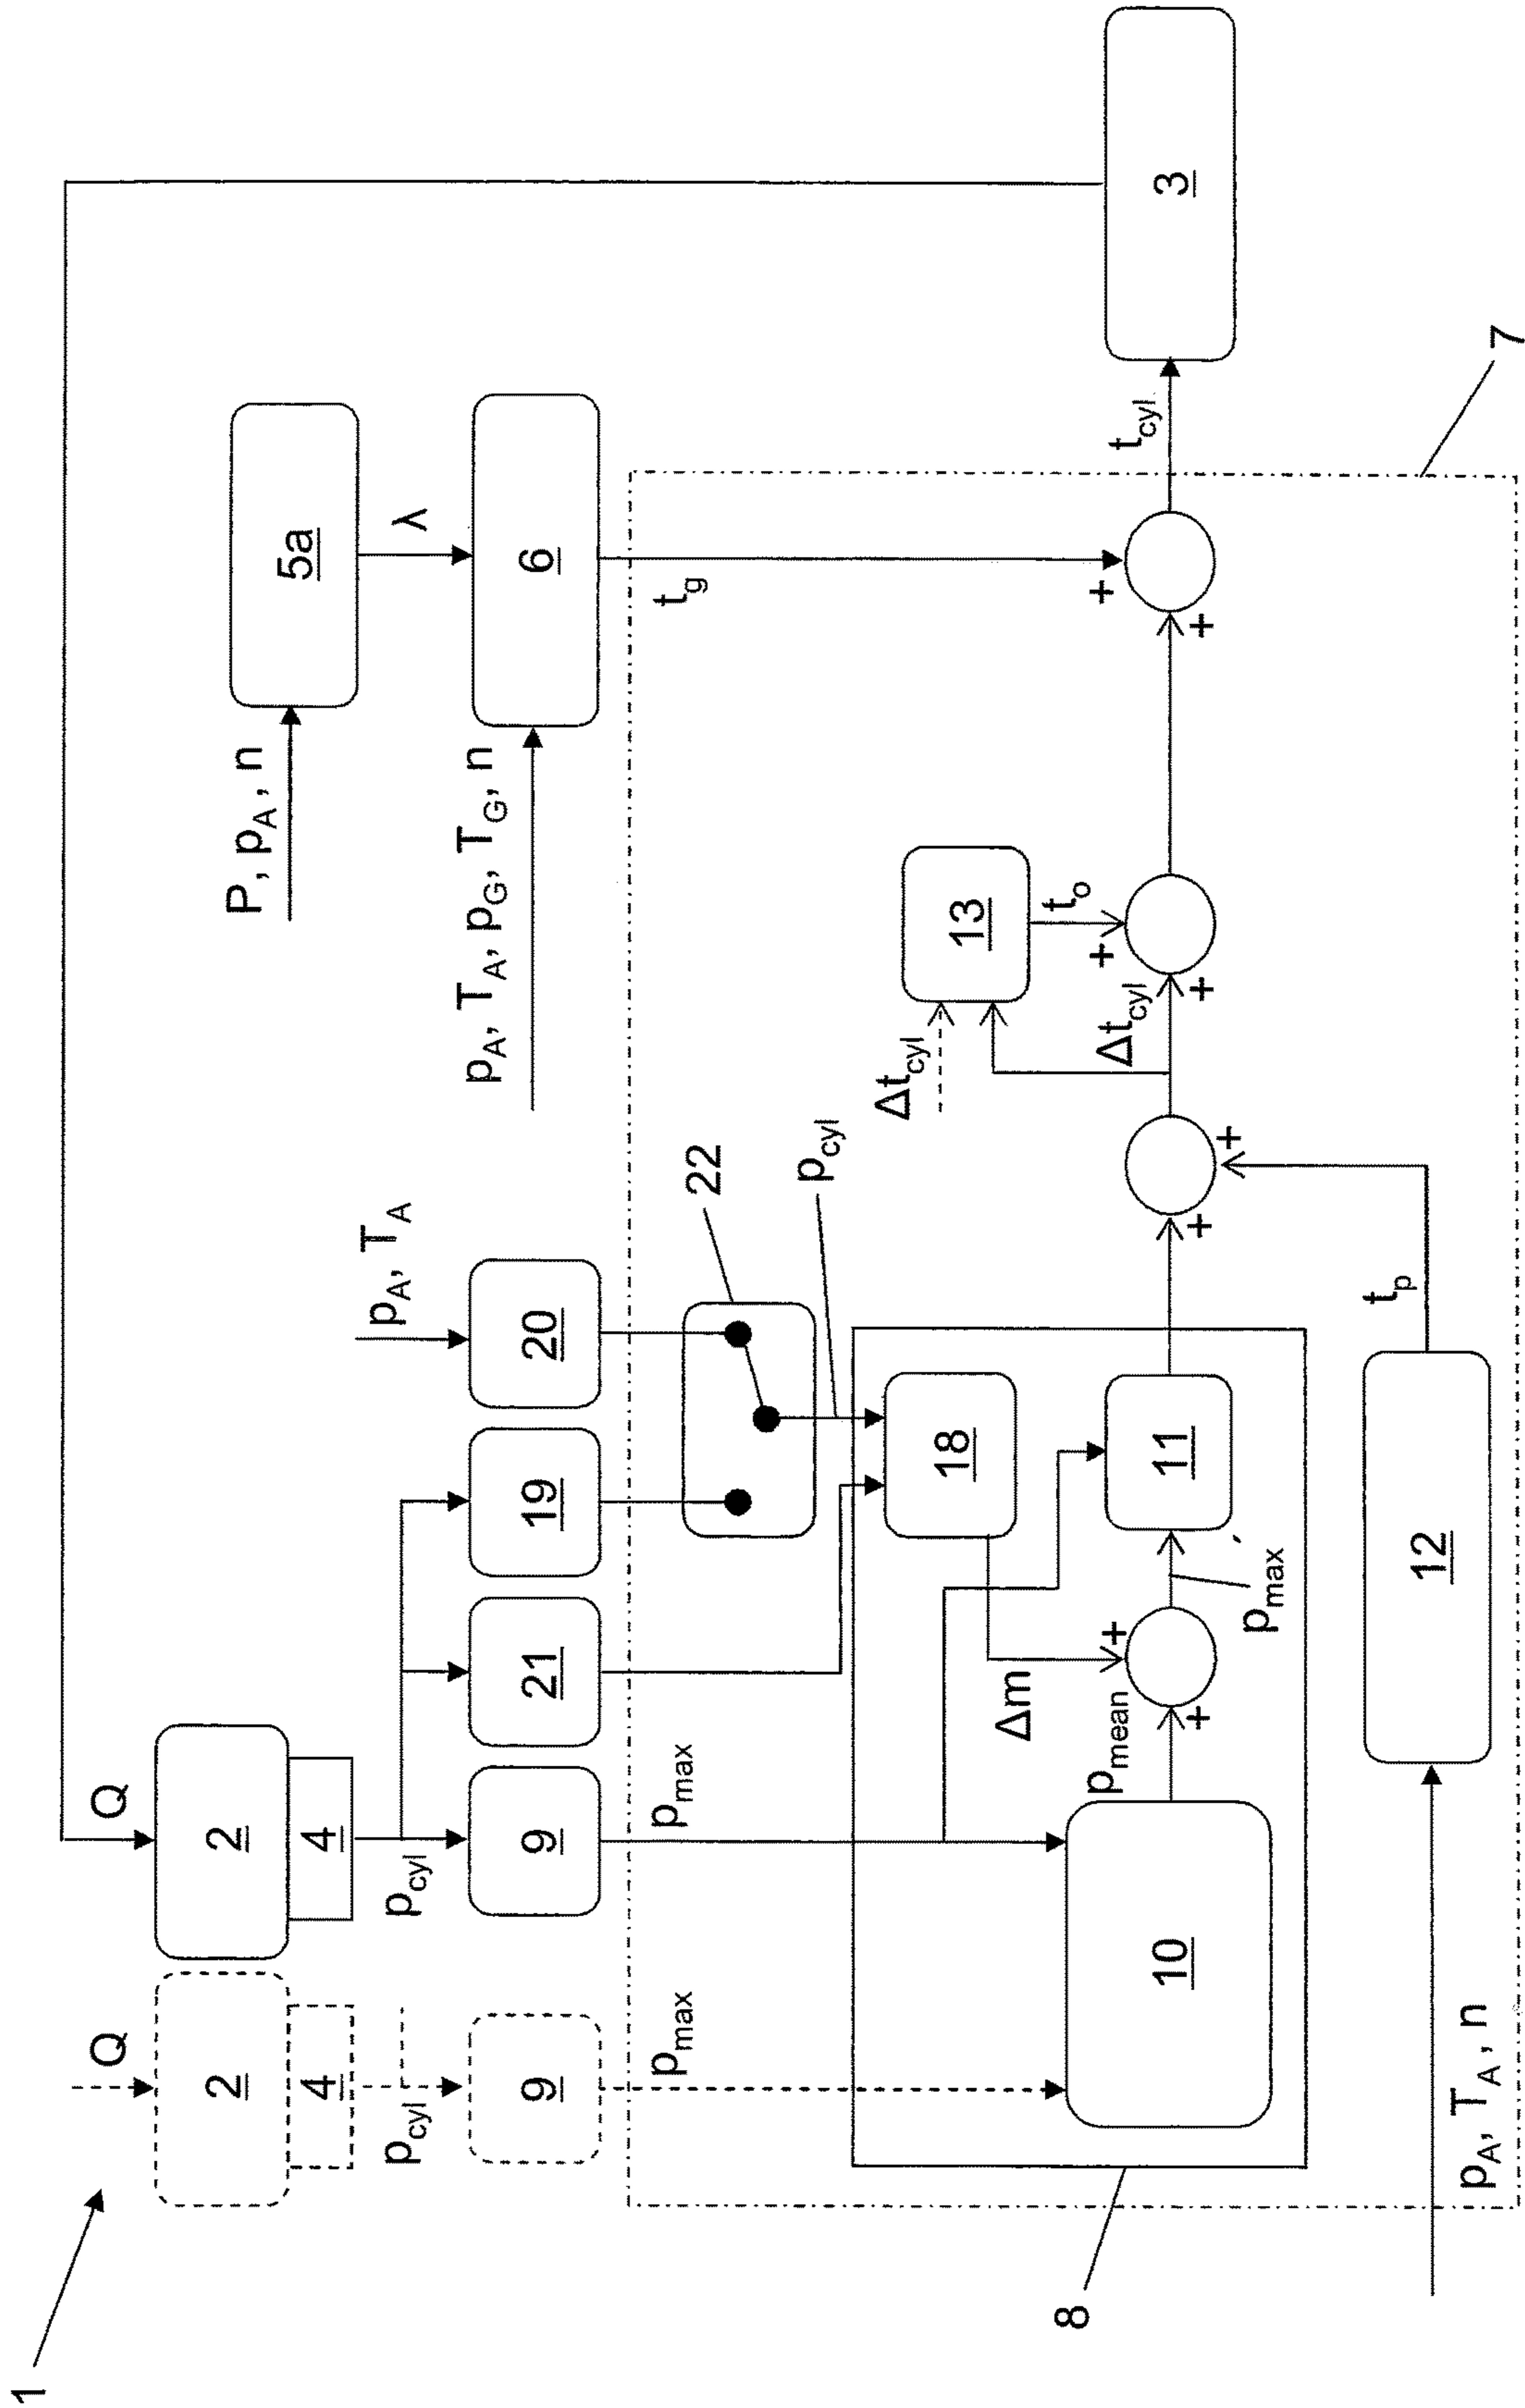 1
Q
Q
2
2
4
4
p_cyl
p_cyl
9
9
21
19
20
p_A, T_A
P, p_A, n
5a
λ
p_A, T_A, p_G, T_G, n
6
t_g
p_max
p_max
22
p_cyl
18
Δm
10
p_mean
+
+
p_max´
11
8
+
+
Δt_cyl
Δt_cyl
13
t_o
+
+
+
+
t_cyl
3
7
p_A, T_A, n
12
t_p